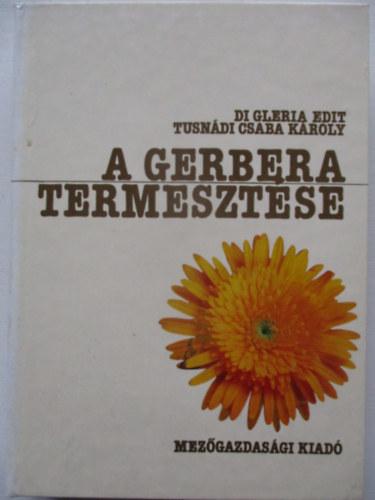 DI GLERIA EDIT
TUSNÁDI CSABA KÁROLY
A GERBERA
TERMESZTÉSE
MEZŐGAZDASÁGI KIADÓ